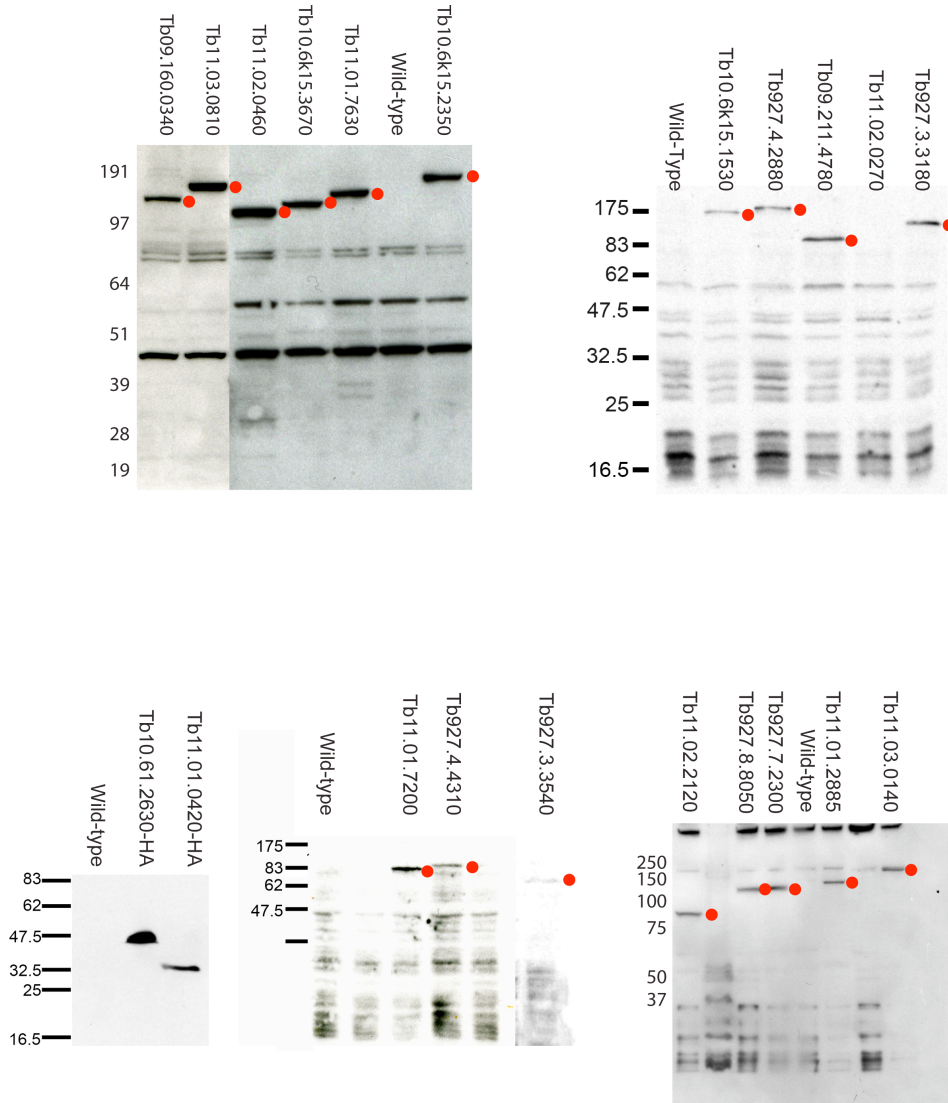 Tb09.160.0340
Tb11.03.0810
Tb11.02.0460
Tb10.6k15.3670
Tb11.01.7630
Wild-type
Tb10.6k15.2350
191
97
64
51
39
28
19
Wild-Type
Tb10.6k15.1530
Tb927.4.2880
Tb09.211.4780
Tb11.02.0270
Tb927.3.3180
175
83
62
47.5
32.5
25
16.5
Wild-type
Tb10.61.2630-HA
Tb11.01.0420-HA
83
62
47.5
32.5
25
16.5
Wild-type
Tb11.01.7200
Tb927.4.4310
Tb927.3.3540
175
83
62
47.5
Tb11.02.2120
Tb927.8.8050
Tb927.7.2300
Wild-type
Tb11.01.2885
Tb11.03.0140
250
150
100
75
50
37